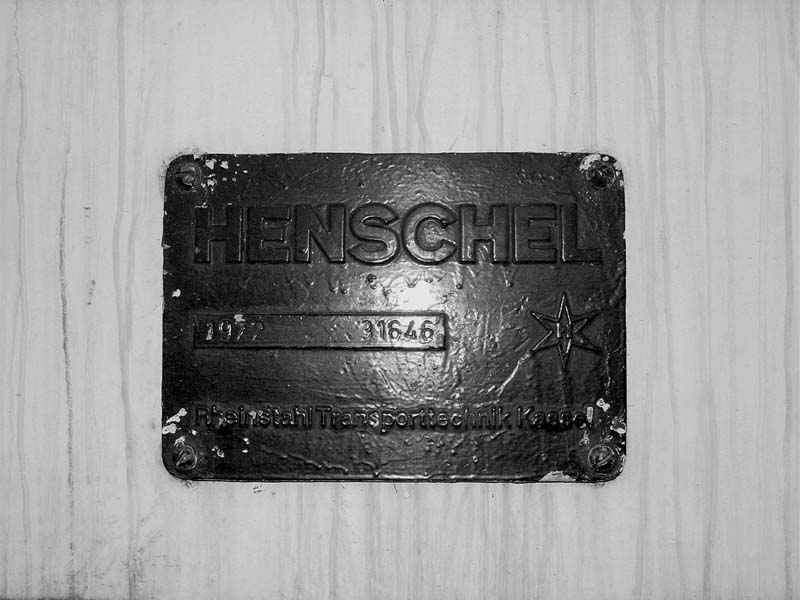 HENSCHEL
1972 31646
Rheinstahl Transporttechnik Kassel